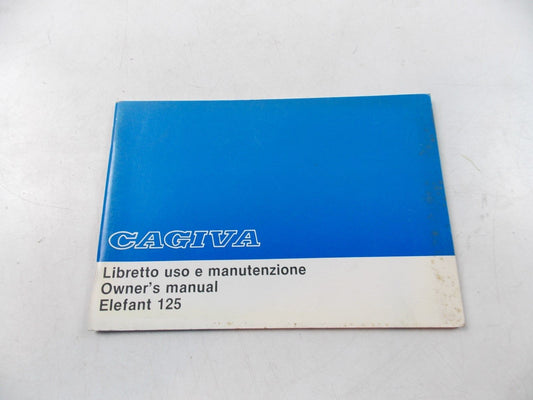 CAGIVA
Libretto uso e manutenzione
Owner's manual
Elefant 125